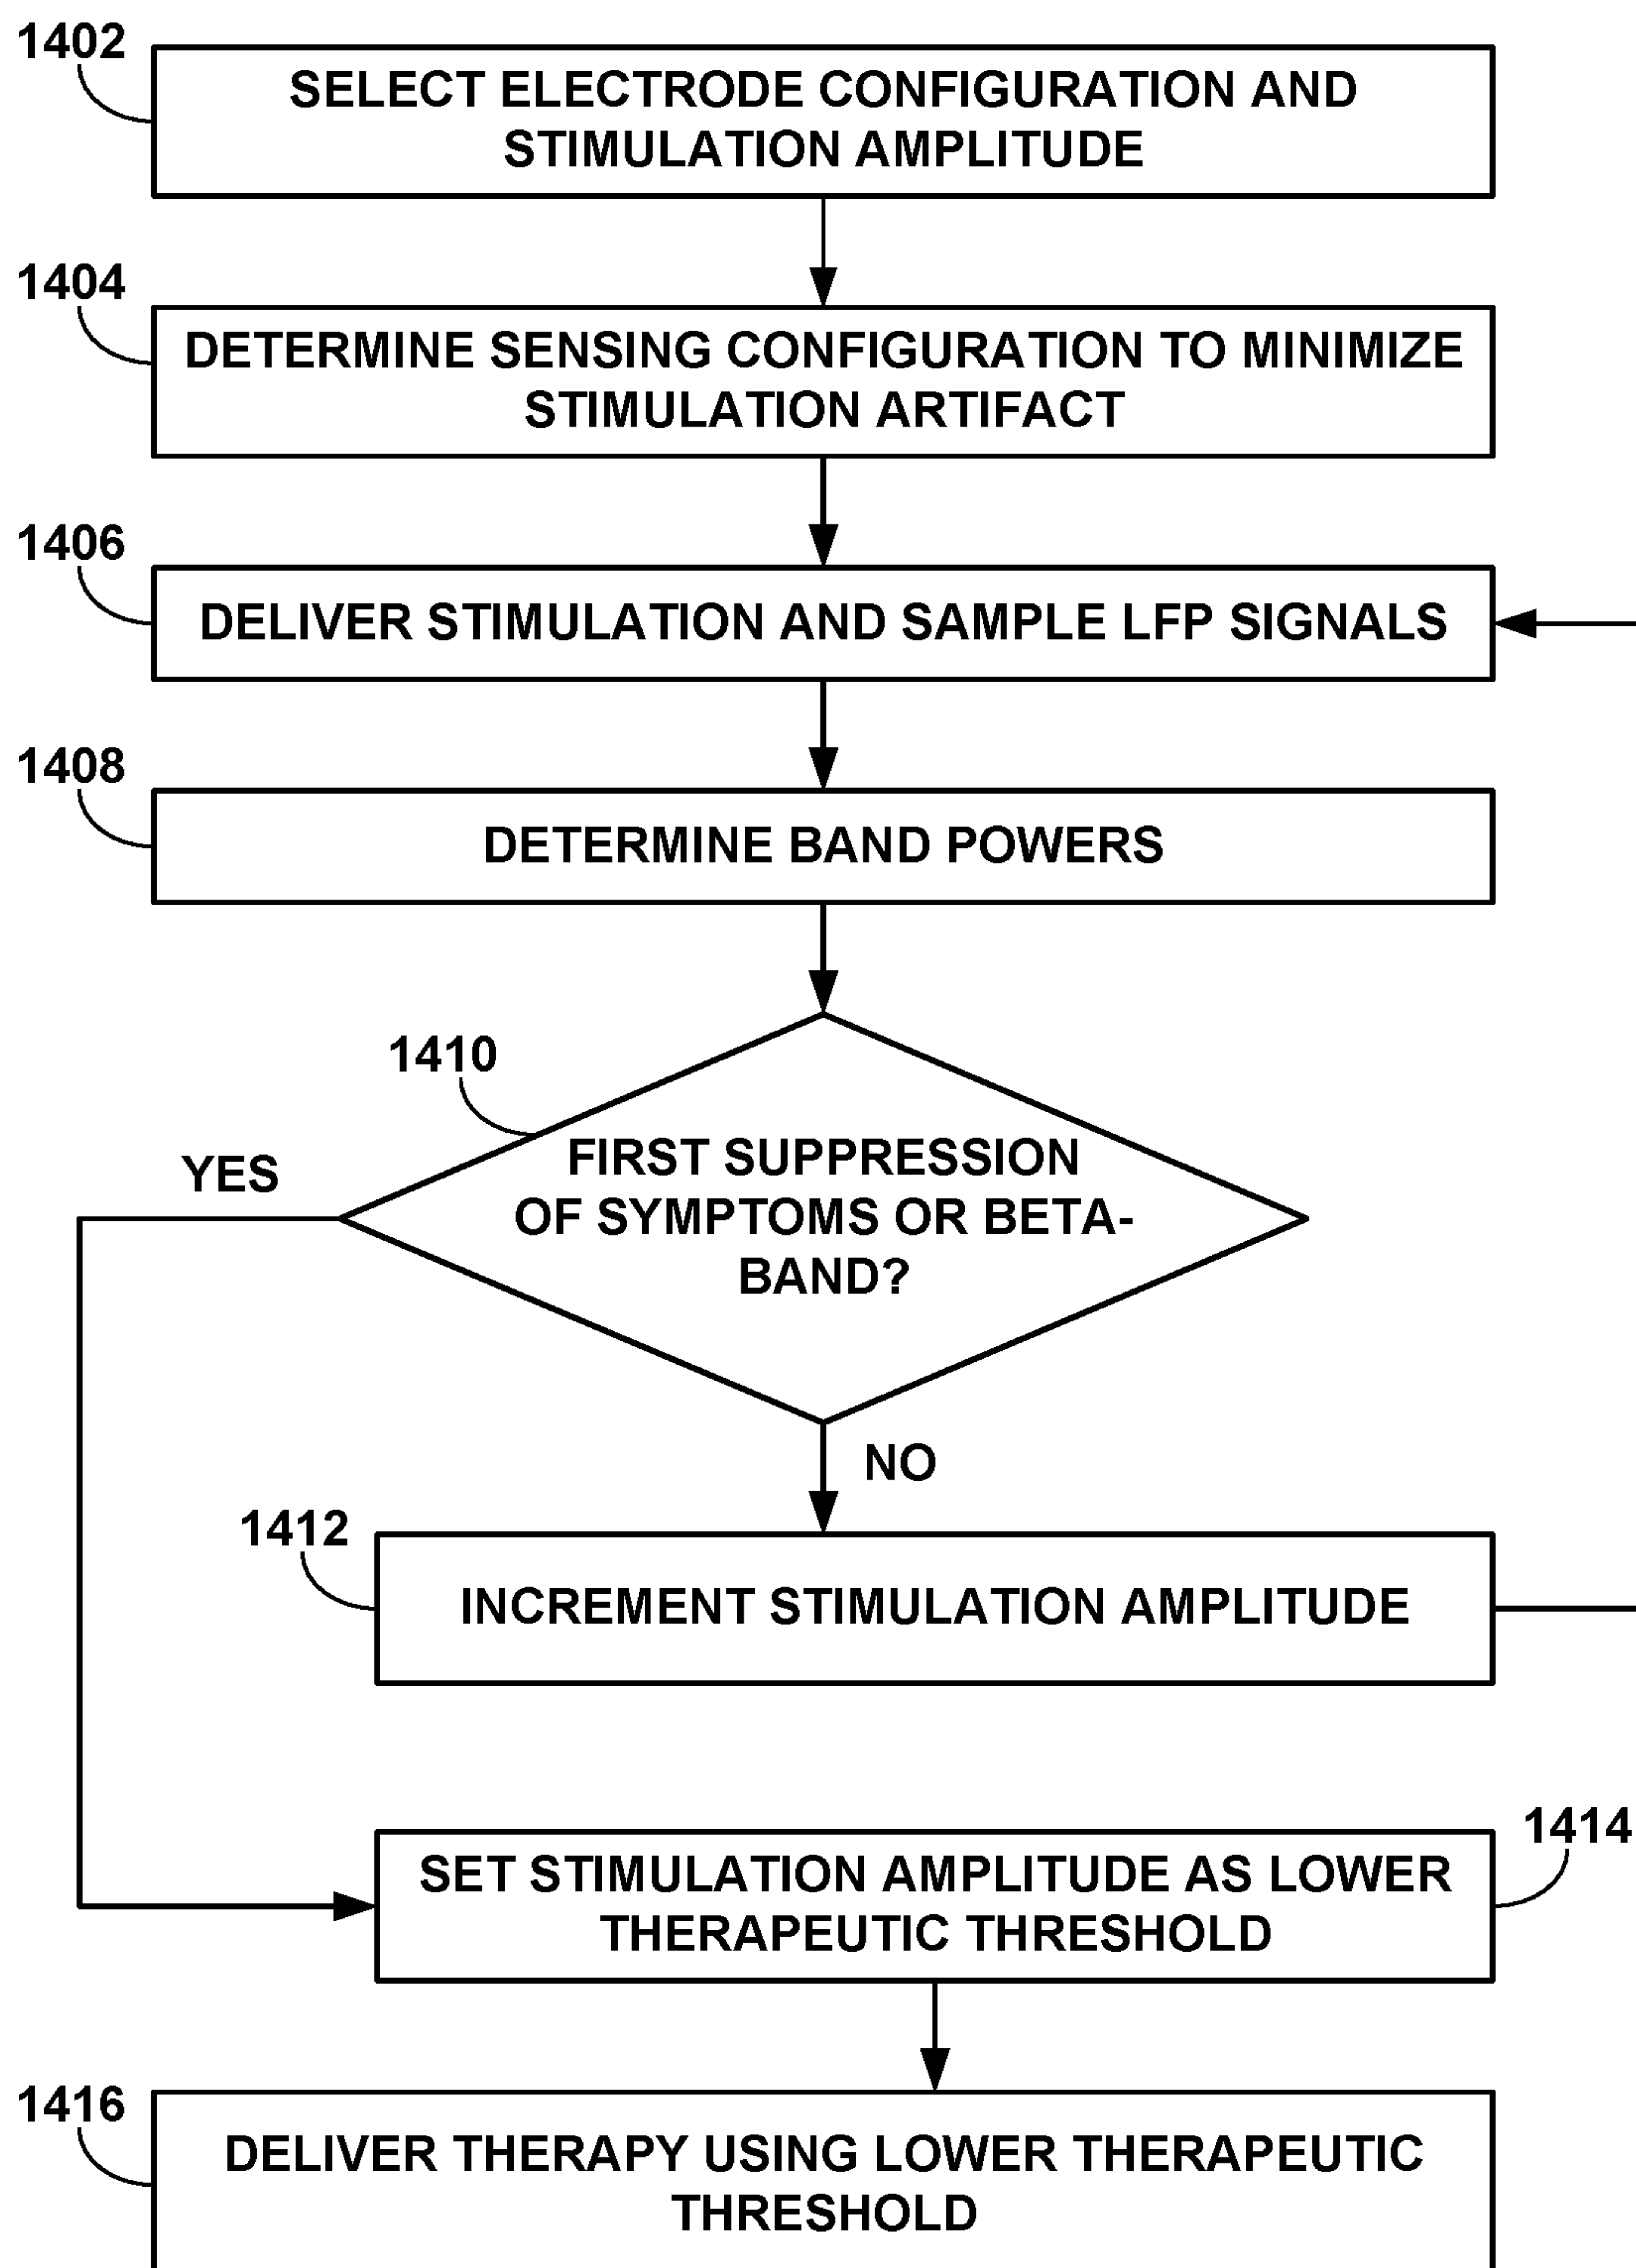 1402
SELECT ELECTRODE CONFIGURATION AND
STIMULATION AMPLITUDE
1404
DETERMINE SENSING CONFIGURATION TO MINIMIZE
STIMULATION ARTIFACT
1406
DELIVER STIMULATION AND SAMPLE LFP SIGNALS
1408
DETERMINE BAND POWERS
1410
YES
FIRST SUPPRESSION
OF SYMPTOMS OR BETA-
BAND?
NO
1412
INCREMENT STIMULATION AMPLITUDE
1414
SET STIMULATION AMPLITUDE AS LOWER
THERAPEUTIC THRESHOLD
1416
DELIVER THERAPY USING LOWER THERAPEUTIC
THRESHOLD